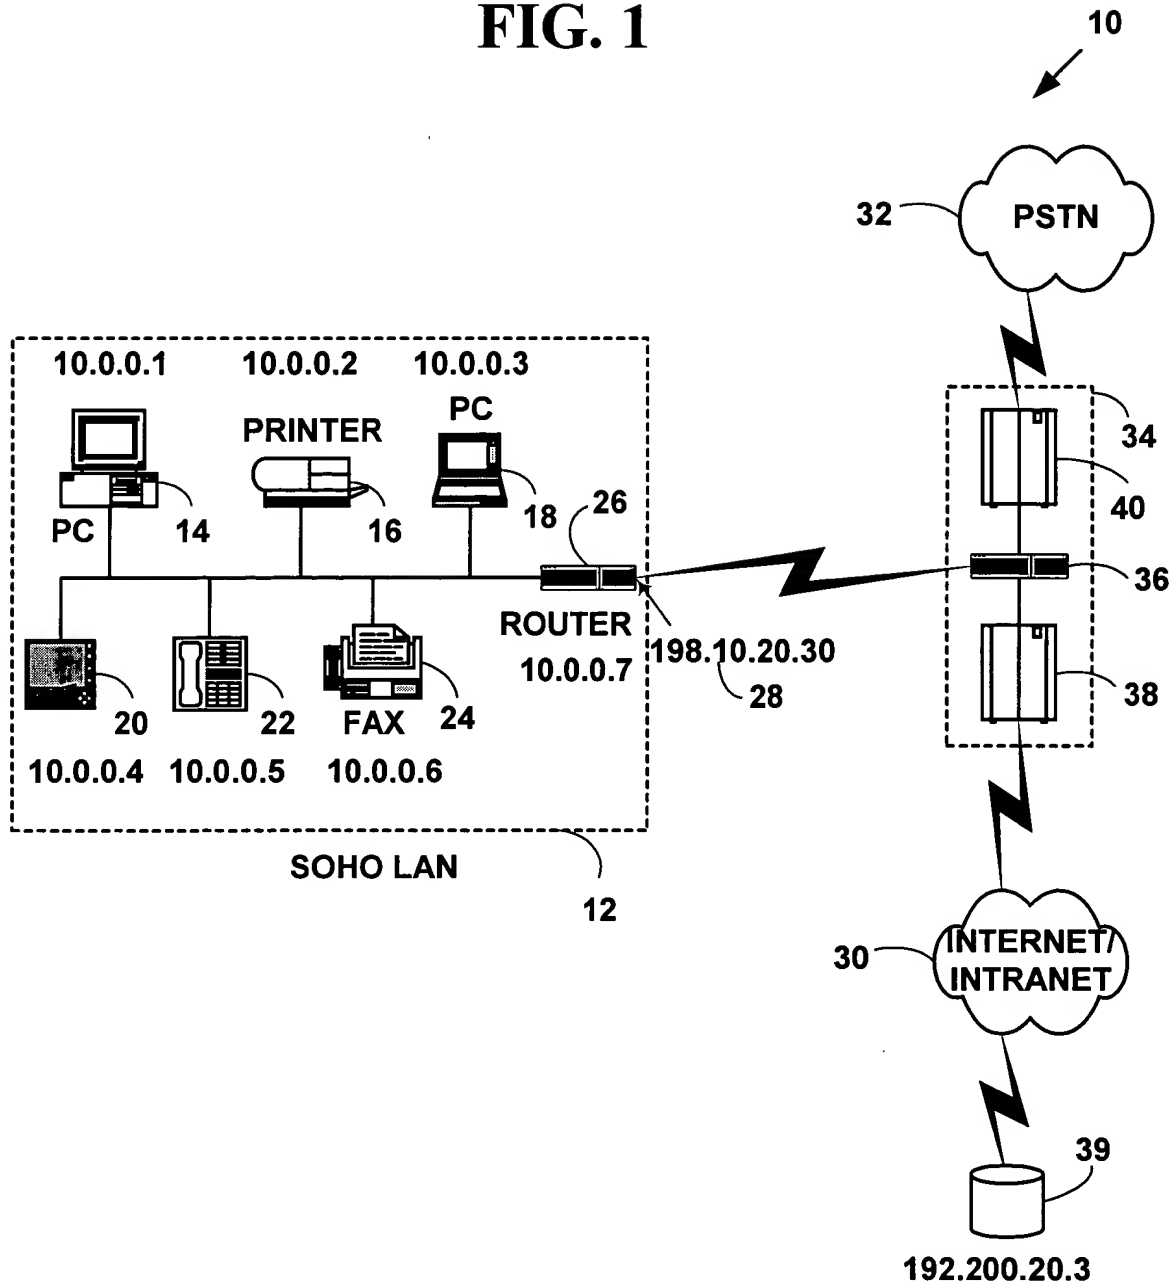 FIG. 1
10
32
PSTN
10.0.0.1
10.0.0.2
10.0.0.3
PC
PRINTER
34
40
PC
14
16
18
26
36
ROUTER
10.0.0.7
198.10.20.30
28
38
20
22
FAX
24
10.0.0.4
10.0.0.5
10.0.0.6
SOHO LAN
12
30
INTERNET/
INTRANET
39
192.200.20.3